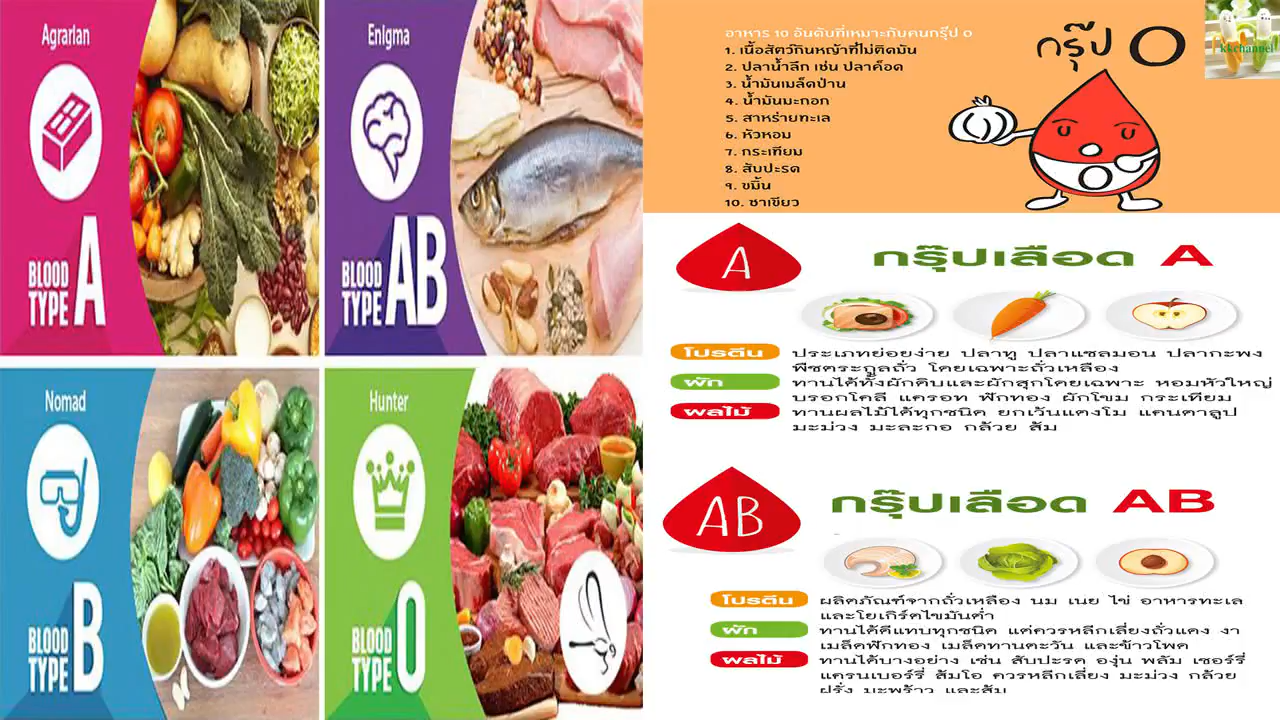 Agrarian
BLOOD
TYPE A
Enigma
BLOOD
TYPE AB
Nomad
BLOOD
TYPE B
Hunter
BLOOD
TYPE O
อาหาร 10 อันดับที่เหมาะกับคนกรุ๊ป O
1. เนื้อสัตว์กินหญ้าที่ไม่ติดมัน
2. ปลาน้ำลึก เช่น ปลาค็อด
3. น้ำมันเมล็ดป่าน
4. น้ำมันมะกอก
5. สาหร่ายทะเล
6. หัวหอม
7. กระเทียม
8. สับปะรด
9. ขมิ้น
10. ชาเขียว
กรุ๊ป O
O
kkchannel
A
กรุ๊ปเลือด A
โปรตีน ประเภทย่อยง่าย ปลาทู ปลาแซลมอน ปลากะพง
พืชตระกูลถั่ว โดยเฉพาะถั่วเหลือง
ผัก ทานได้ทั้งผักดิบและผักสุกโดยเฉพาะ หอมหัวใหญ่
บรอกโคลี แครอท ฟักทอง ผักโขม กระเทียม
ผลไม้ ทานผลไม้ได้ทุกชนิด ยกเว้นแตงโม แคนตาลูป
มะม่วง มะละกอ กล้วย ส้ม
AB
กรุ๊ปเลือด AB
โปรตีน ผลิตภัณฑ์จากถั่วเหลือง นม เนย ไข่ อาหารทะเล
และโยเกิร์ตไขมันต่ำ
ผัก ทานได้ดีแทบทุกชนิด แต่ควรหลีกเลี่ยงถั่วแดง งา
เมล็ดฟักทอง เมล็ดทานตะวัน และข้าวโพด
ผลไม้ ทานได้บางอย่าง เช่น สับปะรด องุ่น พลัม เชอร์รี่
แครนเบอร์รี่ ส้มโอ ควรหลีกเลี่ยง มะม่วง กล้วย
ฝรั่ง มะพร้าว และส้ม